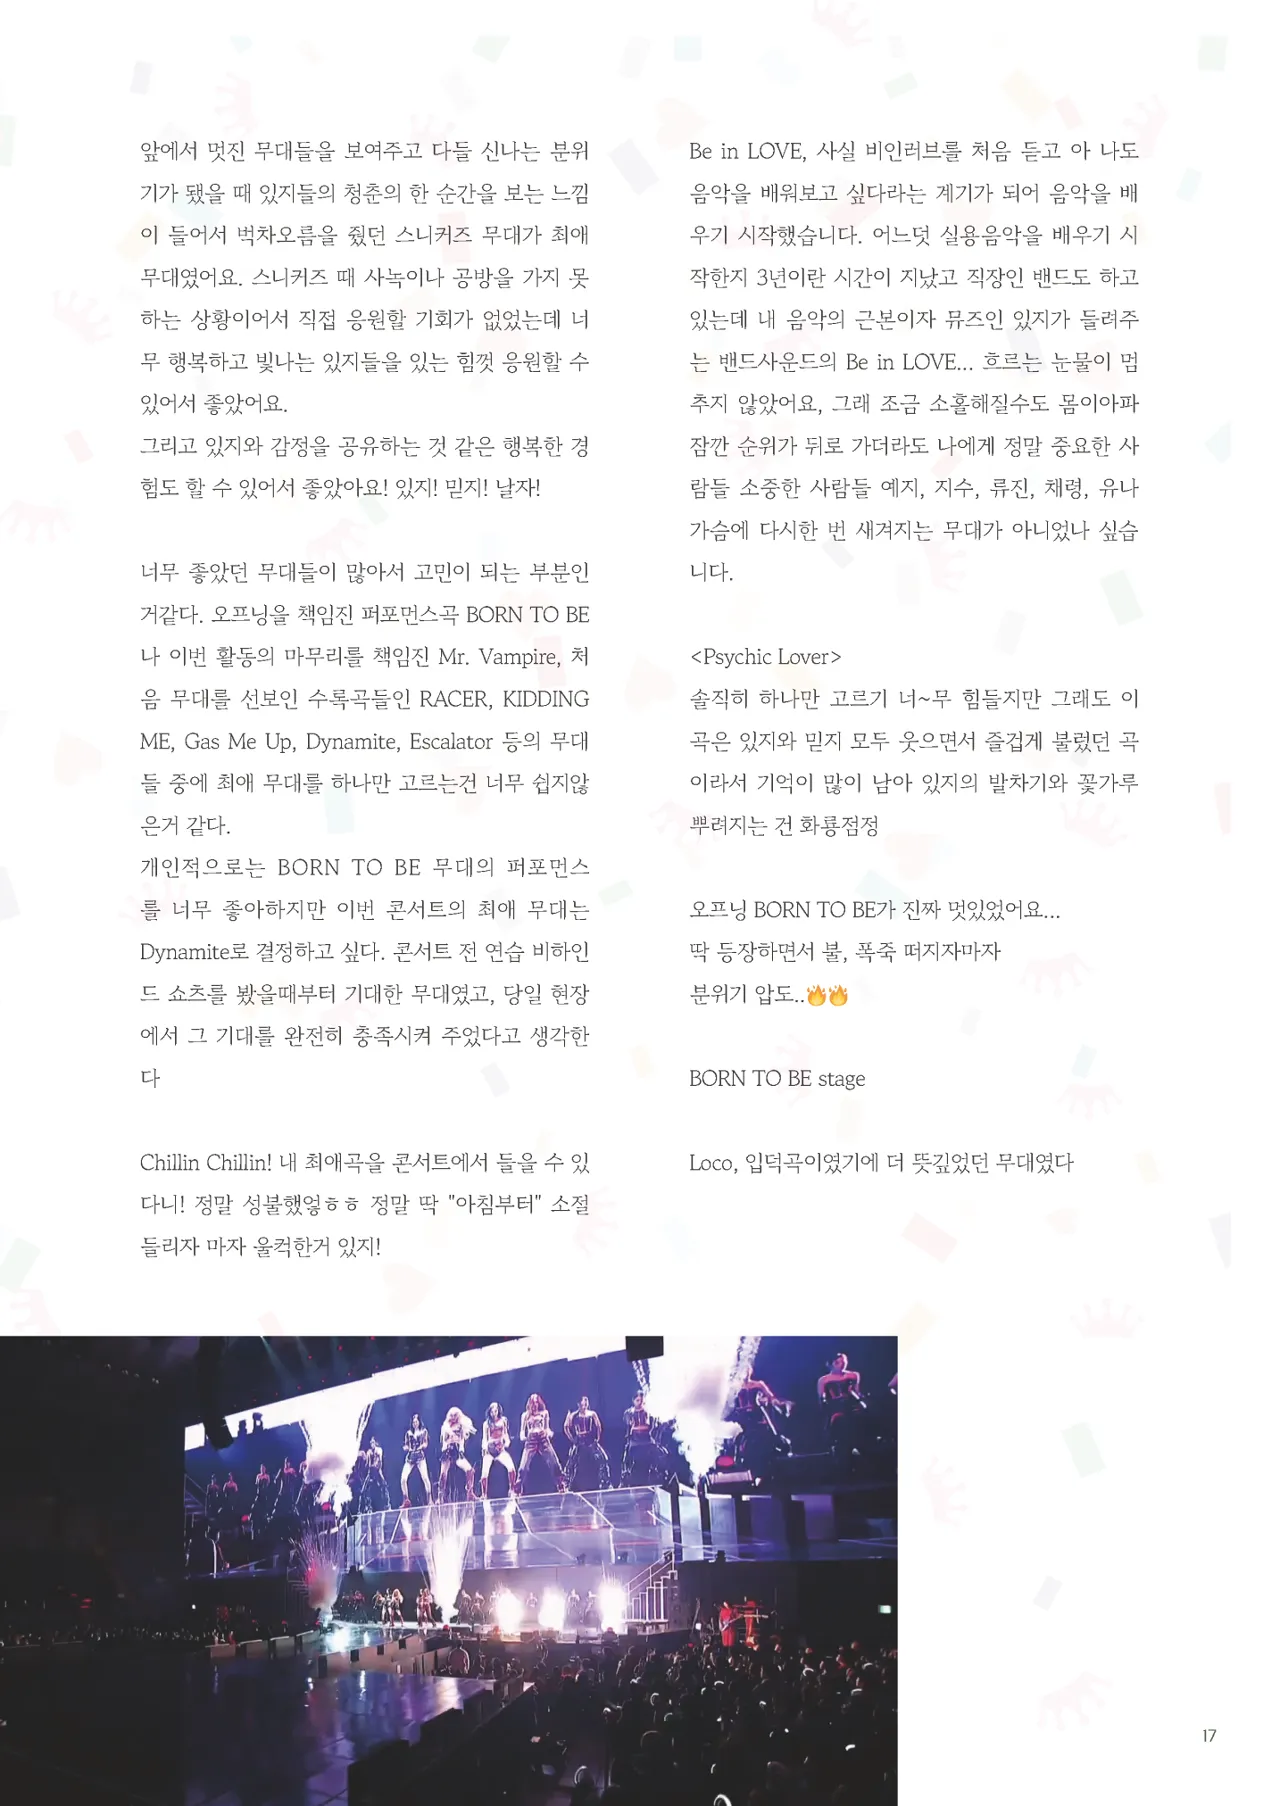 앞에서 멋진 무대들을 보여주고 다들 신나는 분위
기가 됐을 때 있지들의 청춘의 한 순간을 보는 느낌
이 들어서 벅차오름을 줬던 스니커즈 무대가 최애
무대였어요. 스니커즈 때 사녹이나 공방을 가지 못
하는 상황이어서 직접 응원할 기회가 없었는데 너
무 행복하고 빛나는 있지들을 있는 힘껏 응원할 수
있어서 좋았어요.
그리고 있지와 감정을 공유하는 것 같은 행복한 경
험도 할 수 있어서 좋았아요! 있지! 믿지! 날자!
너무 좋았던 무대들이 많아서 고민이 되는 부분인
거같다. 오프닝을 책임진 퍼포먼스곡 BORN TO BE
나 이번 활동의 마무리를 책임진 Mr. Vampire, 처
음 무대를 선보인 수록곡들인 RACER, KIDDING
ME, Gas Me Up, Dynamite, Escalator 등의 무대
들 중에 최애 무대를 하나만 고르는건 너무 쉽지않
은거 같다.
개인적으로는 BORN TO BE 무대의 퍼포먼스
를 너무 좋아하지만 이번 콘서트의 최애 무대는
Dynamite로 결정하고 싶다. 콘서트 전 연습 비하인
드 쇼츠를 봤을때부터 기대한 무대였고, 당일 현장
에서 그 기대를 완전히 충족시켜 주었다고 생각한
다
Chillin Chillin! 내 최애곡을 콘서트에서 들을 수 있
다니! 정말 성불했엏ㅎㅎ 정말 딱 "아침부터" 소절
들리자 마자 울컥한거 있지!
Be in LOVE, 사실 비인러브를 처음 듣고 아 나도
음악을 배워보고 싶다라는 계기가 되어 음악을 배
우기 시작했습니다. 어느덧 실용음악을 배우기 시
작한지 3년이란 시간이 지났고 직장인 밴드도 하고
있는데 내 음악의 근본이자 뮤즈인 있지가 들려주
는 밴드사운드의 Be in LOVE... 흐르는 눈물이 멈
추지 않았어요, 그래 조금 소홀해질수도 몸이아파
잠깐 순위가 뒤로 가더라도 나에게 정말 중요한 사
람들 소중한 사람들 예지, 지수, 류진, 채령, 유나
가슴에 다시한 번 새겨지는 무대가 아니었나 싶습
니다.
<Psychic Lover>
솔직히 하나만 고르기 너~무 힘들지만 그래도 이
곡은 있지와 믿지 모두 웃으면서 즐겁게 불렀던 곡
이라서 기억이 많이 남아 있지의 발차기와 꽃가루
뿌려지는 건 화룡점정
오프닝 BORN TO BE가 진짜 멋있었어요...
딱 등장하면서 불, 폭죽 떠지자마자
분위기 압도..🔥🔥
BORN TO BE stage
Loco, 입덕곡이였기에 더 뜻깊었던 무대였다
17